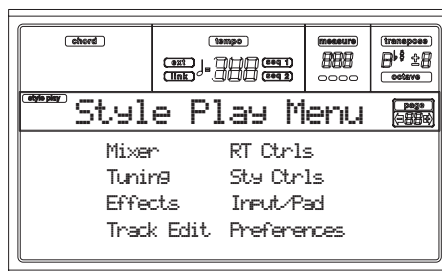 chord tempo measure transpose
ext seq 1
link seq 2
octave
style play
Style Play Menu
page
Mixer RT Ctrls
Tuning Sty Ctrls
Effects Input/Pad
Track Edit Preferences